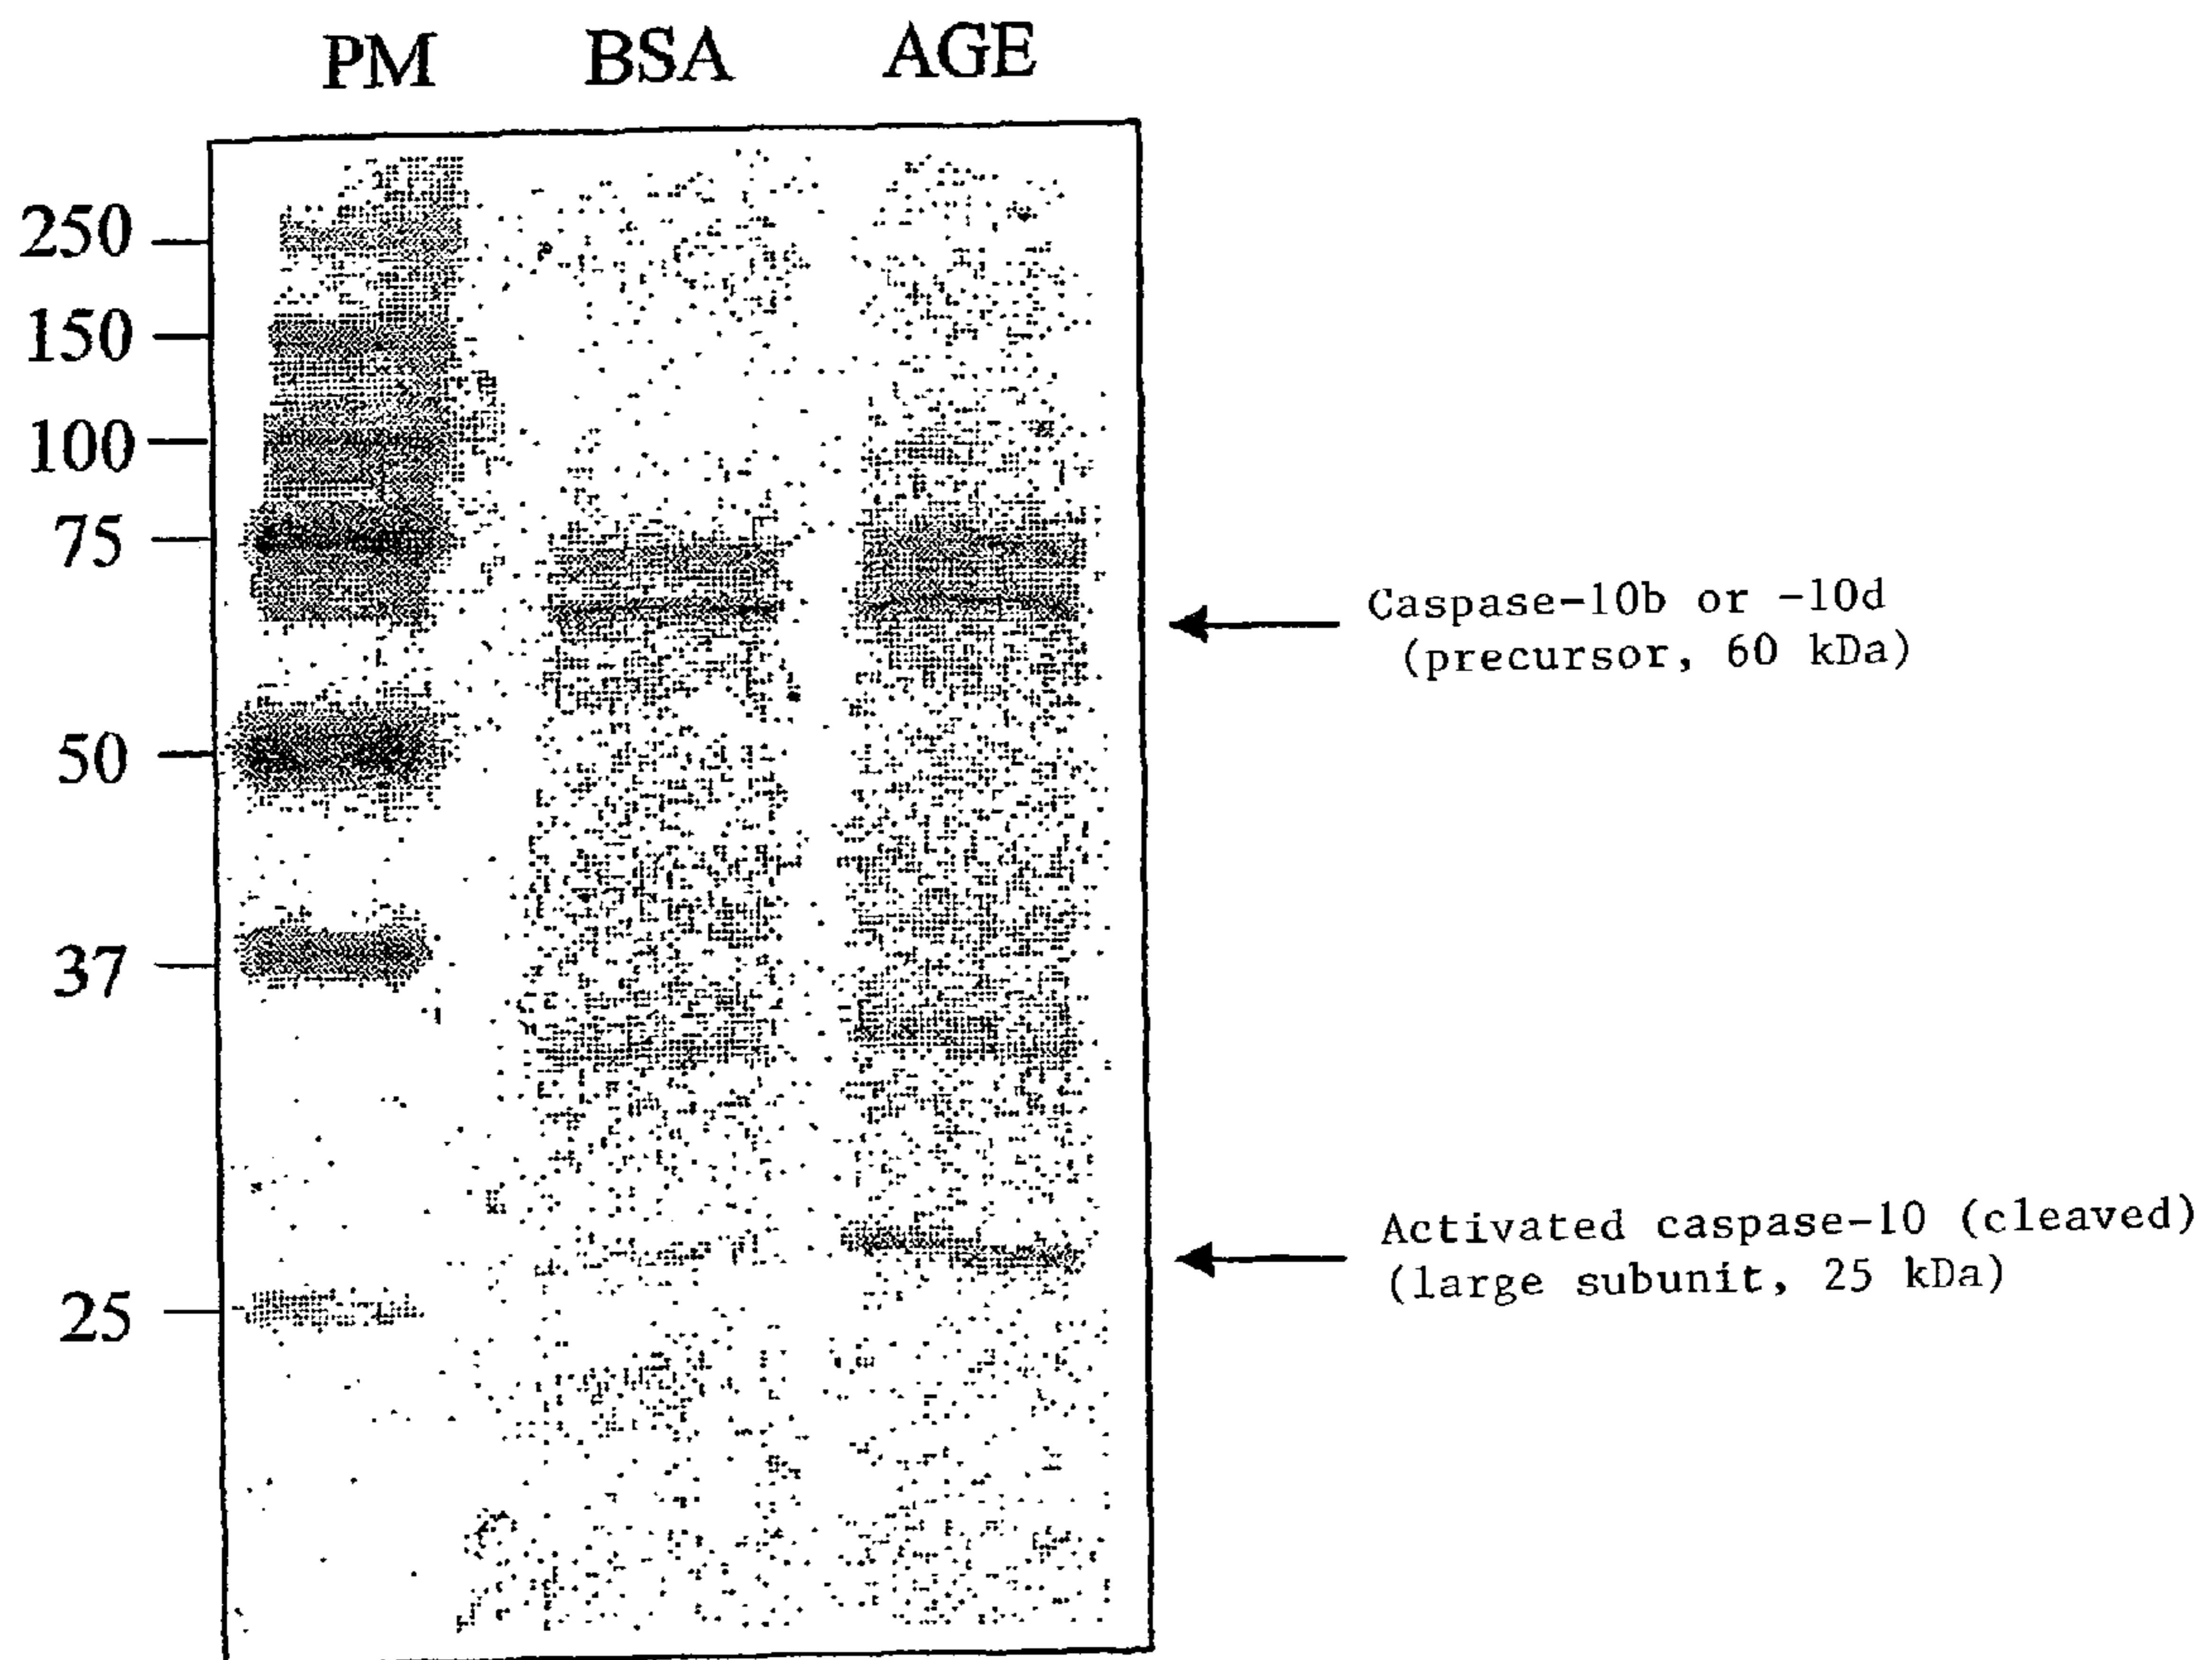 PM BSA AGE
250
150
100
75
50
37
25
Caspase-10b or -10d
(precursor, 60 kDa)
Activated caspase-10 (cleaved)
(large subunit, 25 kDa)